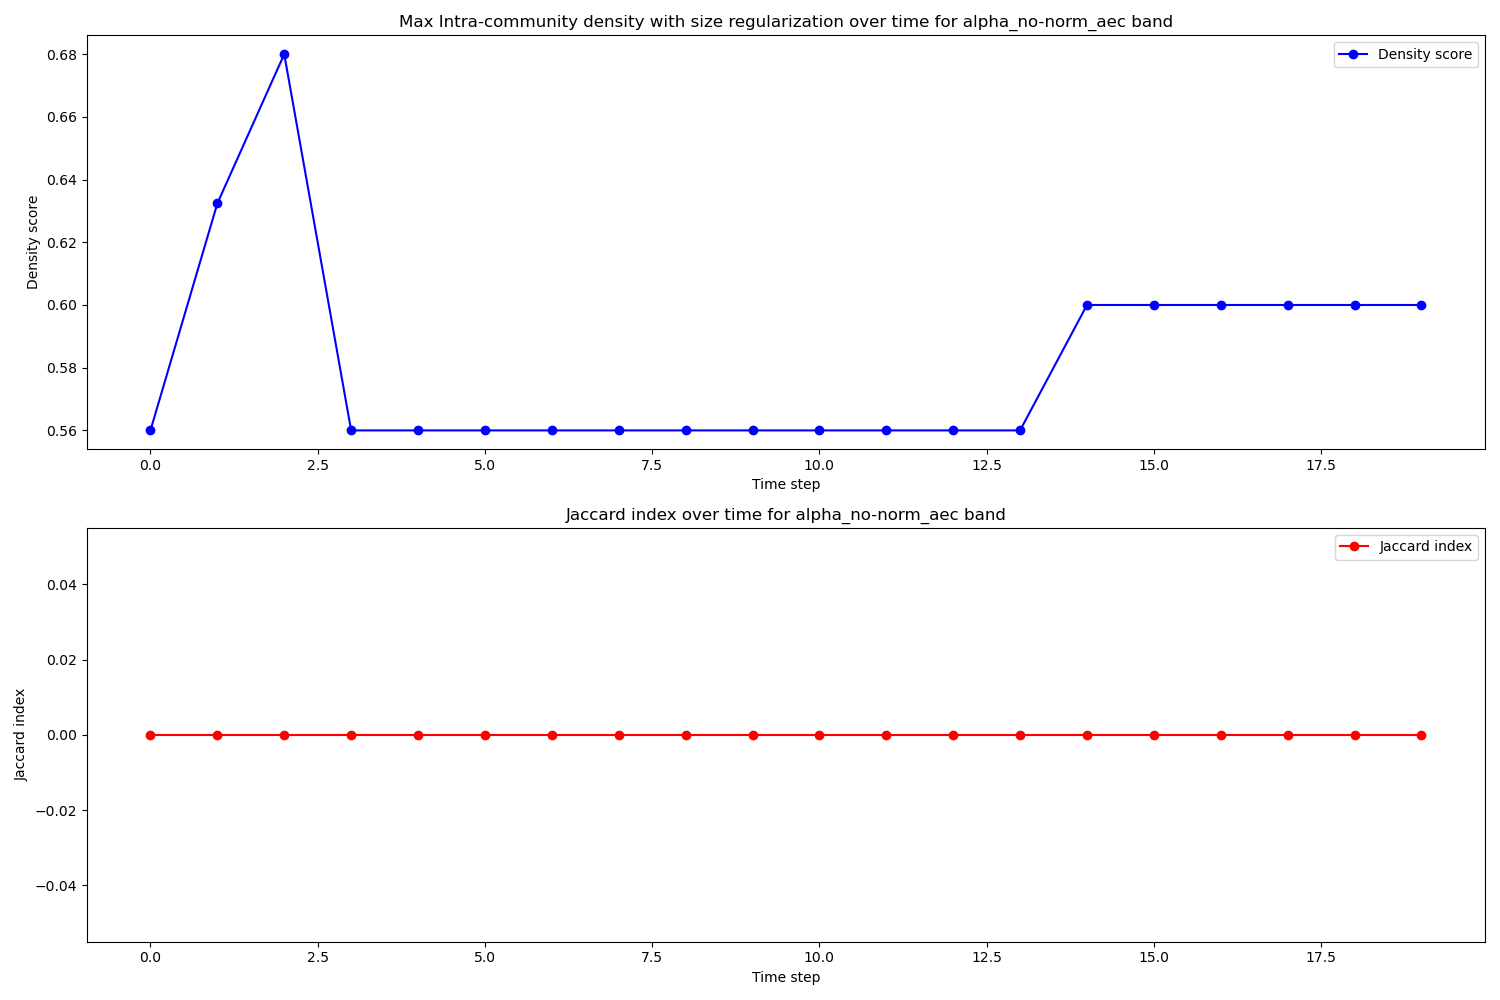 Max Intra-community density with size regularization over time for alpha_no-norm_aec band
Density score
0.68
0.66
0.64
0.62
0.60
0.58
0.56
Density score
0.0 2.5 5.0 7.5 10.0 12.5 15.0 17.5
Time step
Jaccard index over time for alpha_no-norm_aec band
Jaccard index
0.04
0.02
0.00
−0.02
−0.04
Jaccard index
0.0 2.5 5.0 7.5 10.0 12.5 15.0 17.5
Time step